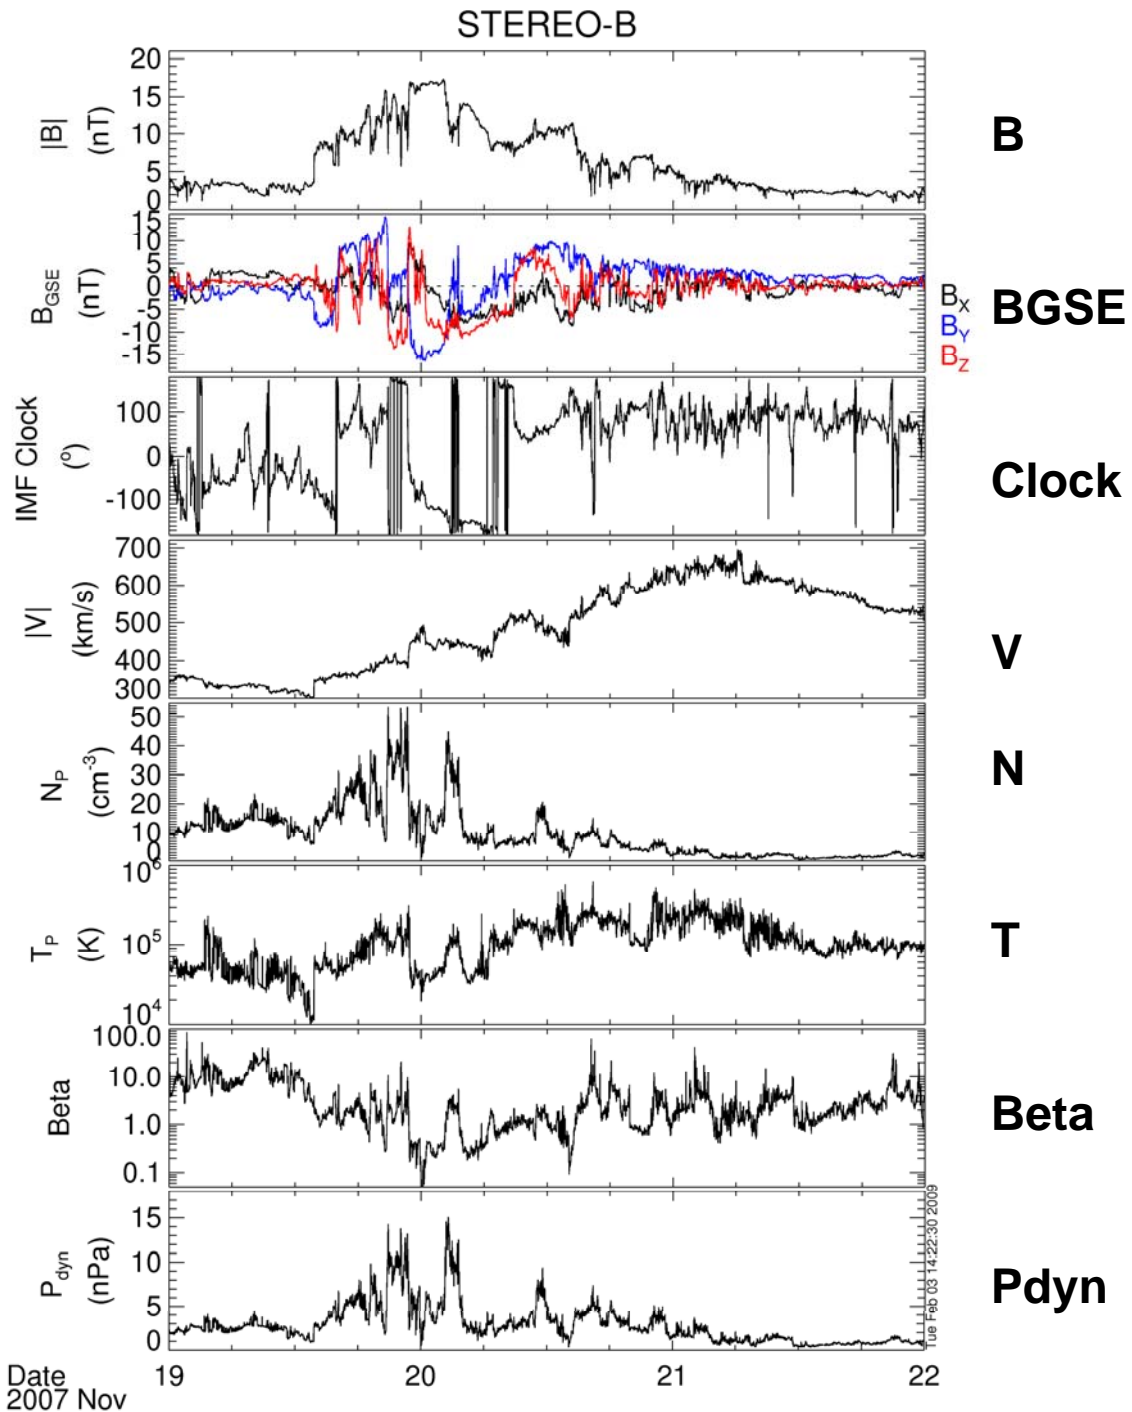 STEREO-B
20
15
10
5
0
|B|
(nT)
B
15
10
5
0
-5
-10
-15
B_GSE
(nT)
B_X
B_Y
B_Z
BGSE
100
0
-100
IMF Clock
(°)
Clock
700
600
500
400
300
|V|
(km/s)
V
50
40
30
20
10
0
N_P
(cm^-3)
N
10^6
10^5
10^4
T_P
(K)
T
100.0
10.0
1.0
0.1
Beta
Beta
15
10
5
0
P_dyn
(nPa)
Pdyn
Tue Feb 03 14:22:30 2009
19 20 21 22
Date
2007 Nov